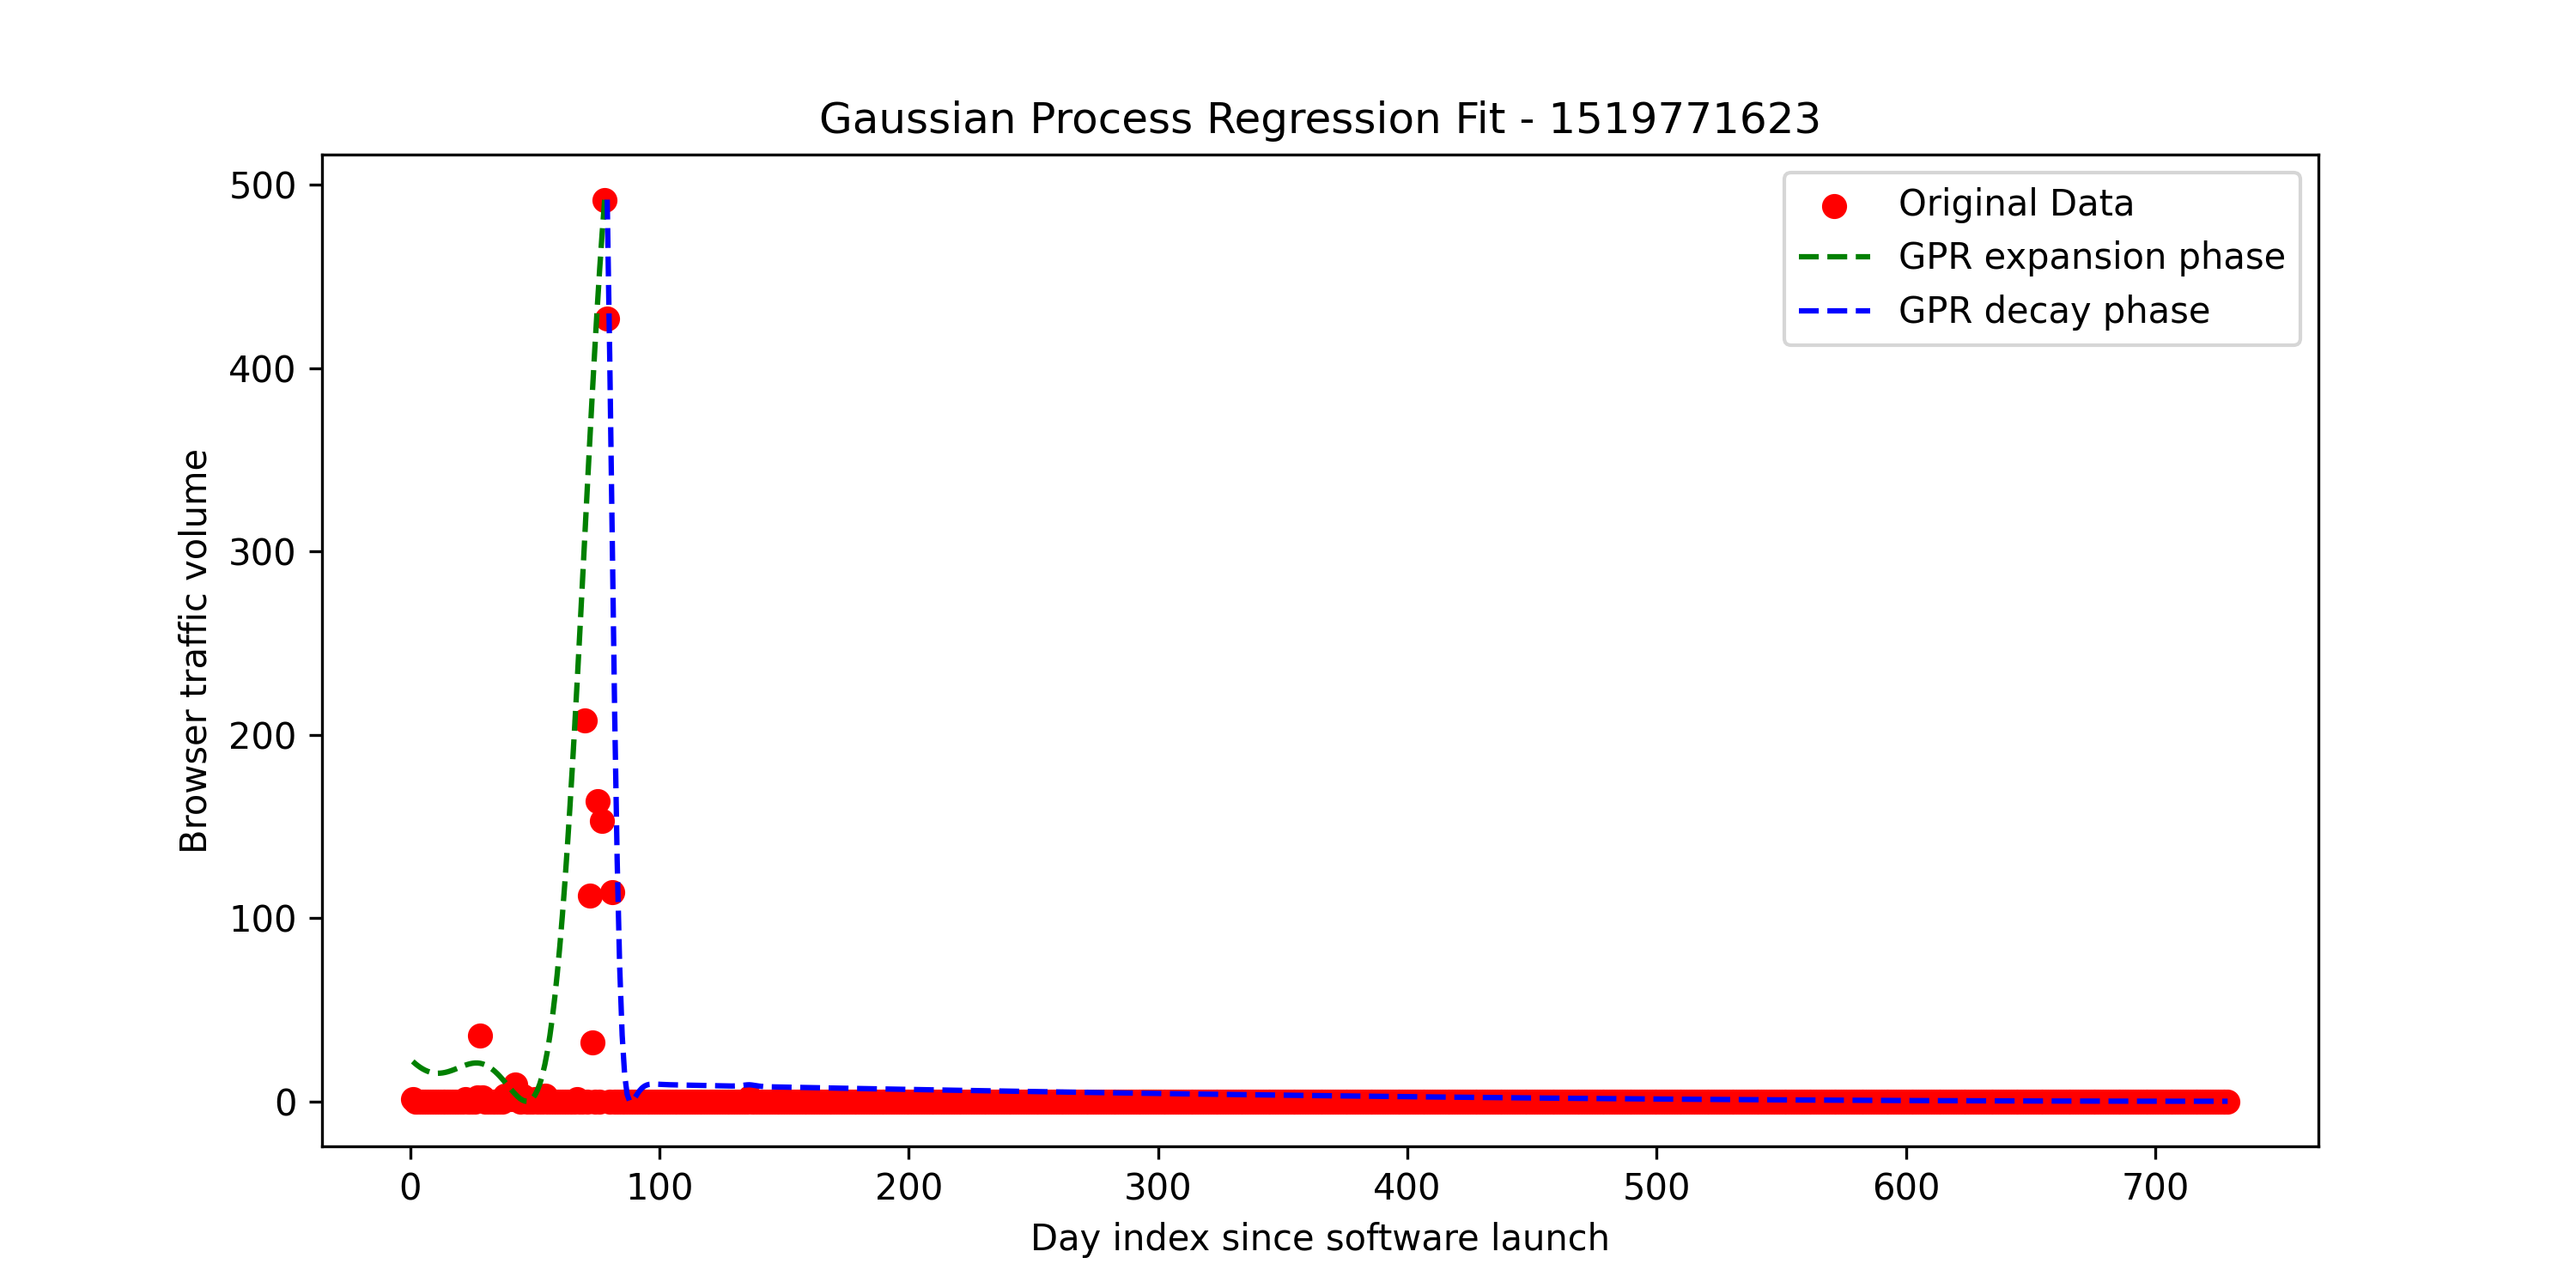 Gaussian Process Regression Fit - 1519771623
Original Data
GPR expansion phase
GPR decay phase
Browser traffic volume
500
400
300
200
100
0
0 100 200 300 400 500 600 700
Day index since software launch